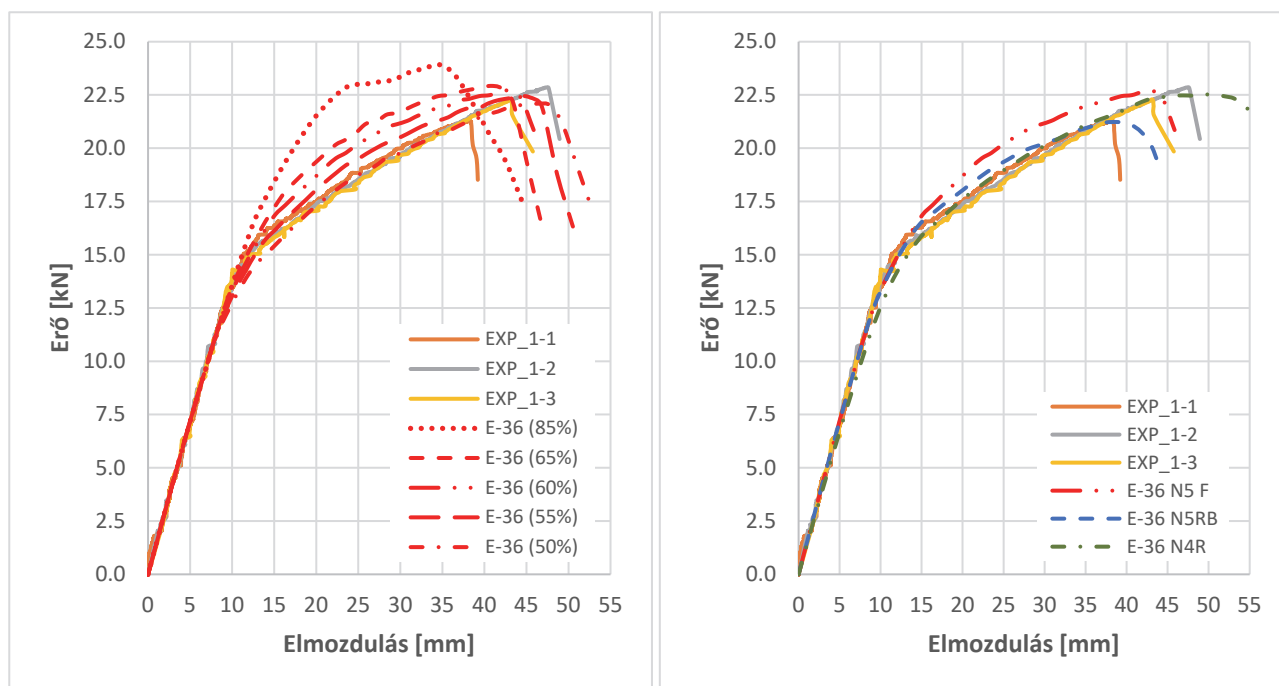 25.0
22.5
20.0
17.5
15.0
12.5
10.0
7.5
5.0
2.5
0.0
Erő [kN]
0 5 10 15 20 25 30 35 40 45 50 55
Elmozdulás [mm]
EXP_1-1
EXP_1-2
EXP_1-3
E-36 (85%)
E-36 (65%)
E-36 (60%)
E-36 (55%)
E-36 (50%)
25.0
22.5
20.0
17.5
15.0
12.5
10.0
7.5
5.0
2.5
0.0
Erő [kN]
0 5 10 15 20 25 30 35 40 45 50 55
Elmozdulás [mm]
EXP_1-1
EXP_1-2
EXP_1-3
E-36 N5 F
E-36 N5RB
E-36 N4R